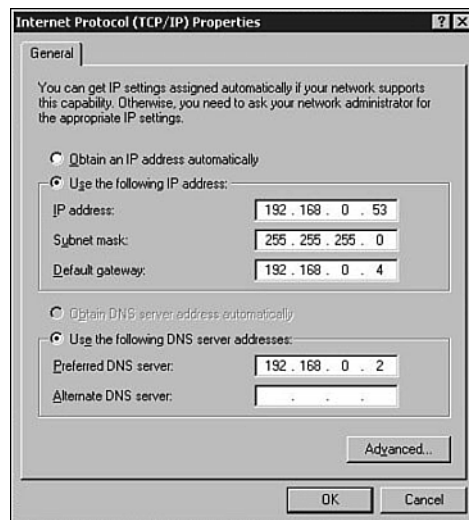 Internet Protocol (TCP/IP) Properties
General
You can get IP settings assigned automatically if your network supports
this capability. Otherwise, you need to ask your network administrator for
the appropriate IP settings.
Obtain an IP address automatically
Use the following IP address:
IP address: 192 . 168 . 0 . 53
Subnet mask: 255 . 255 . 255 . 0
Default gateway: 192 . 168 . 0 . 4
Obtain DNS server address automatically
Use the following DNS server addresses:
Preferred DNS server: 192 . 168 . 0 . 2
Alternate DNS server: . . .
Advanced...
OK Cancel